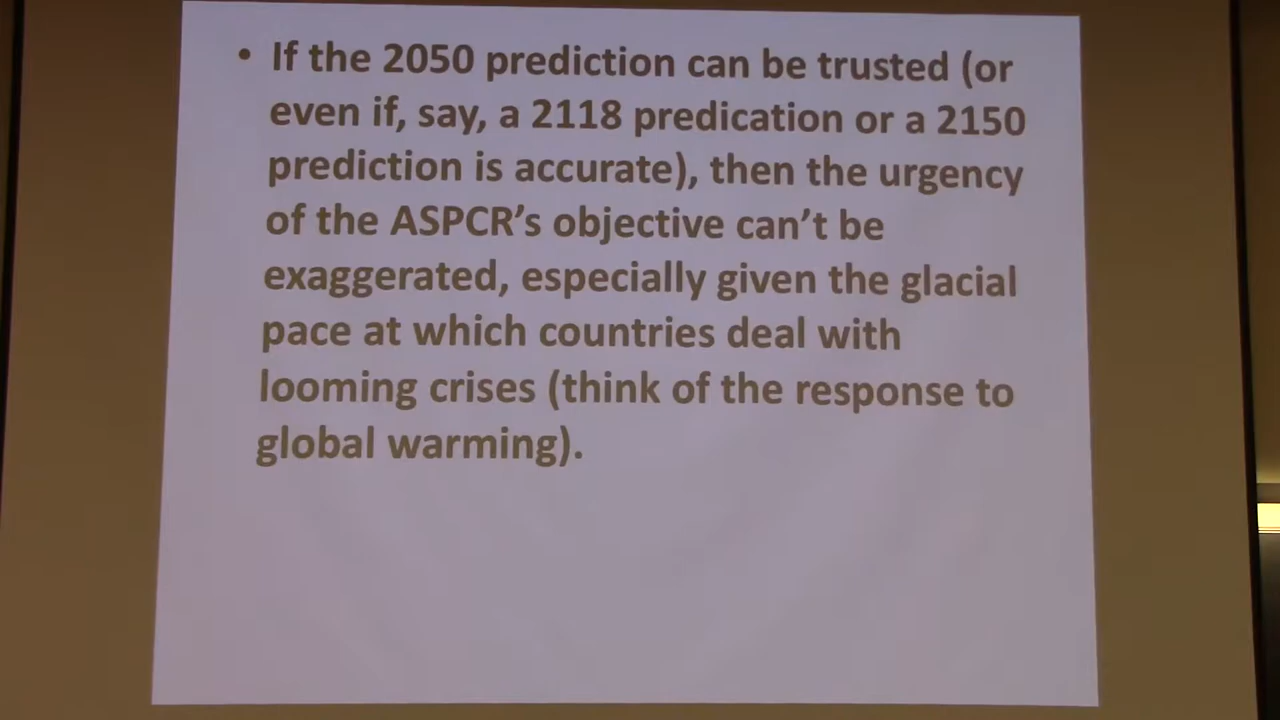 • If the 2050 prediction can be trusted (or
even if, say, a 2118 predication or a 2150
prediction is accurate), then the urgency
of the ASPCR’s objective can’t be
exaggerated, especially given the glacial
pace at which countries deal with
looming crises (think of the response to
global warming).